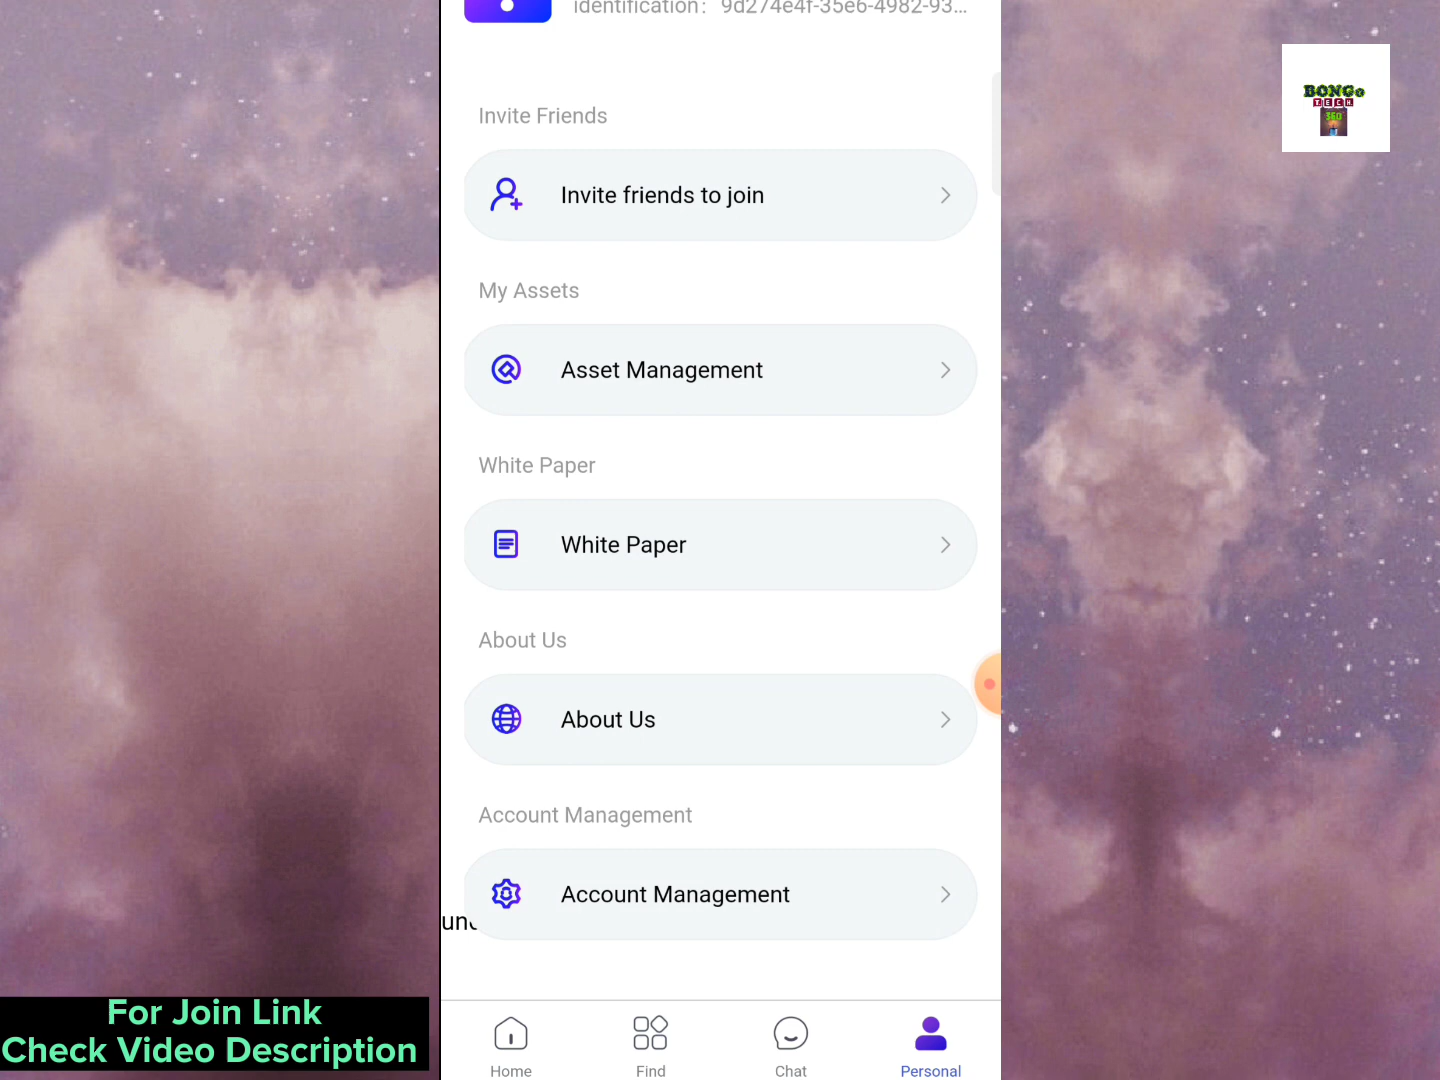 identification: 9d274e4f-35e6-4982-93...
BONGo
TECH
360
Invite Friends
Invite friends to join
My Assets
Asset Management
White Paper
White Paper
About Us
About Us
Account Management
Account Management
For Join Link
Check Video Description
Home
Find
Chat
Personal